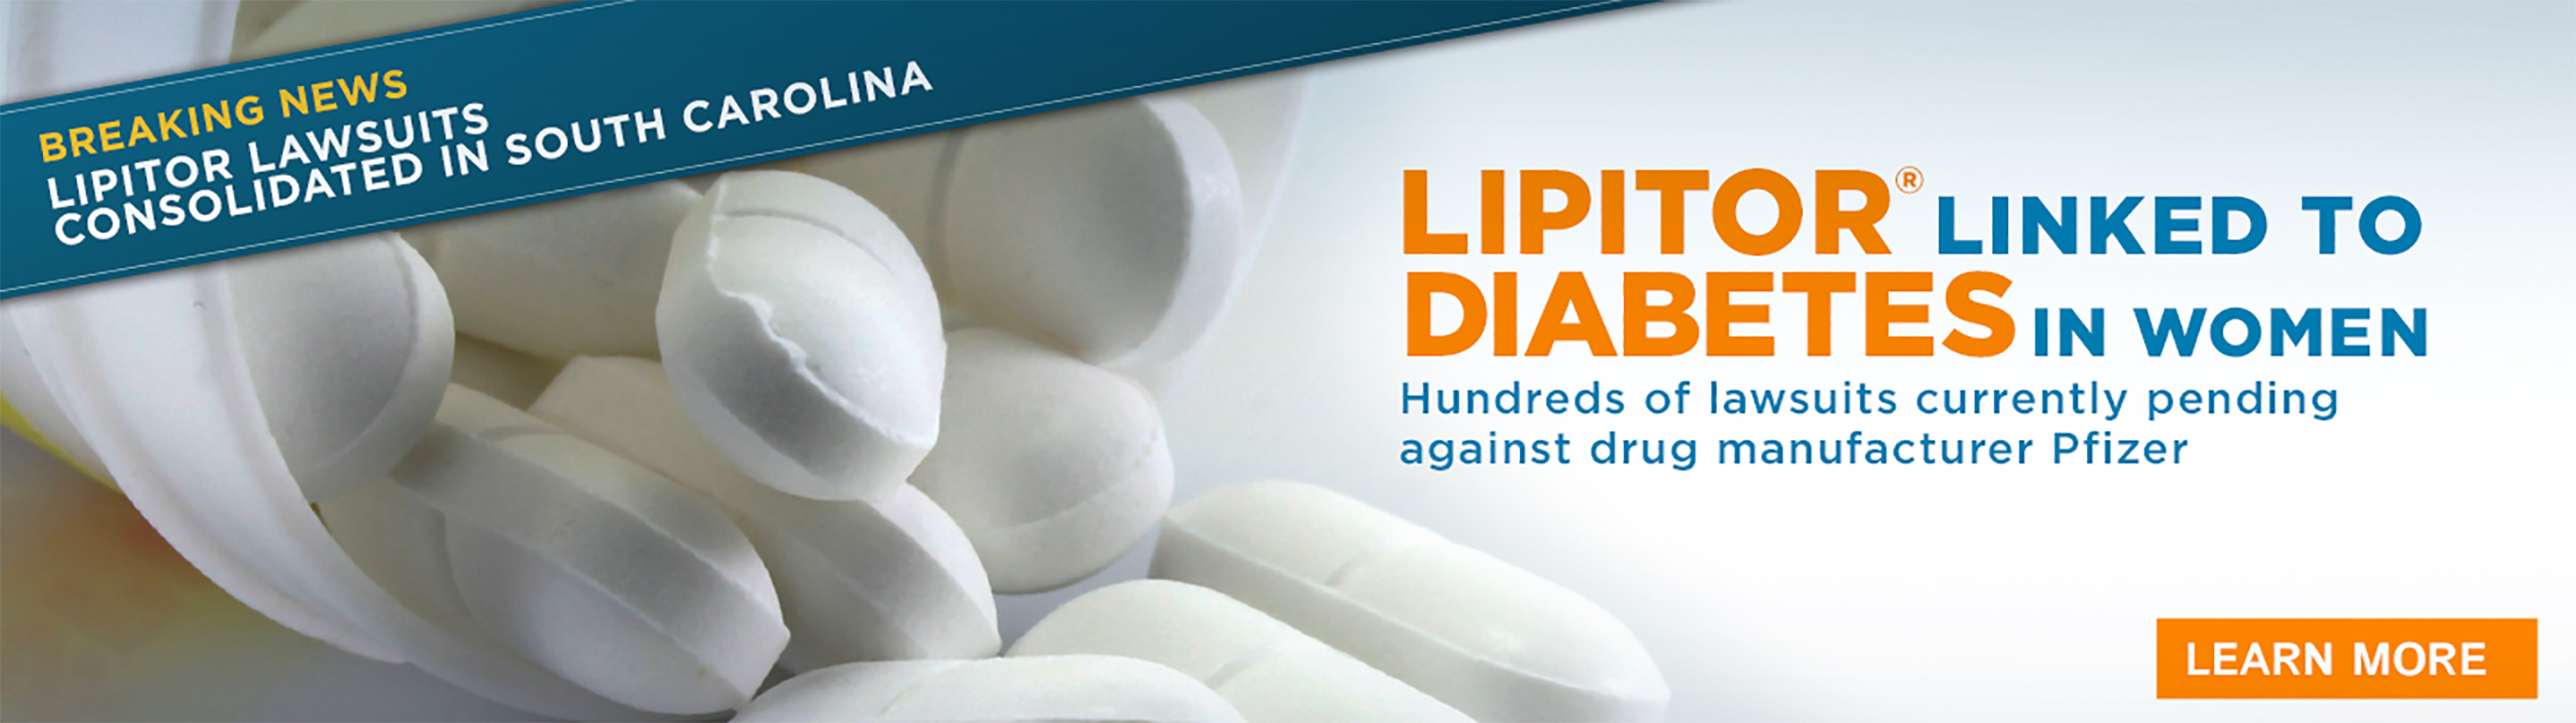 BREAKING NEWS
LIPITOR LAWSUITS
CONSOLIDATED IN SOUTH CAROLINA
LIPITOR® LINKED TO
DIABETES IN WOMEN
Hundreds of lawsuits currently pending
against drug manufacturer Pfizer
LEARN MORE